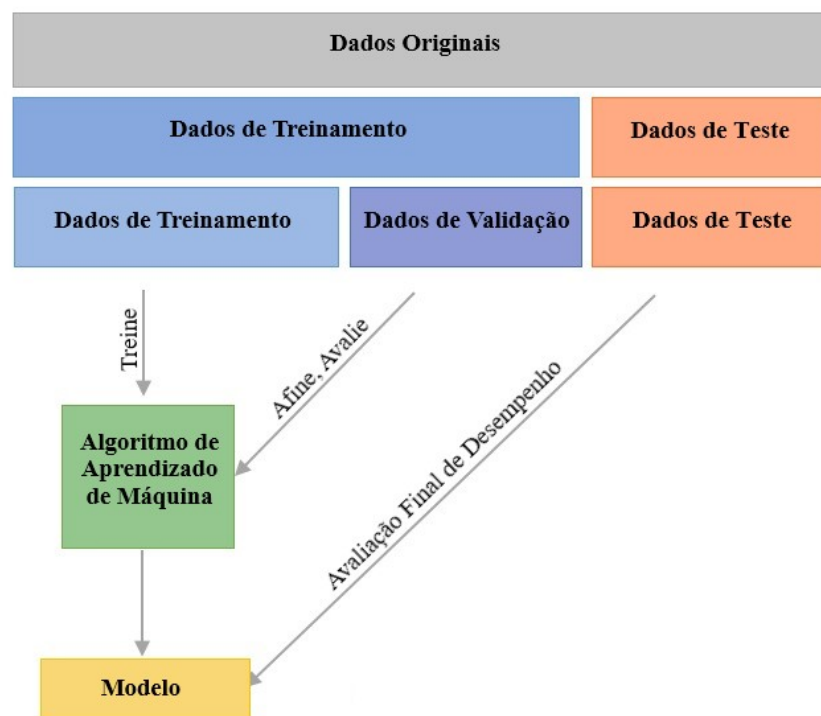 Dados Originais
Dados de Treinamento
Dados de Teste
Dados de Treinamento
Dados de Validação
Dados de Teste
Treine
Afine, Avalie
Avaliação Final de Desempenho
Algoritmo de
Aprendizado
de Máquina
Modelo